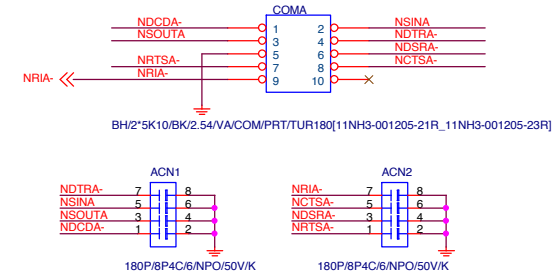 COMA
NDCDA- 1 2 NSINA
NSOUTA 3 4 NDTRA-
5 6 NDSRA-
NRTSA- 7 8 NCTSA-
NRIA- NRIA- 9 10
BH/2*5K10/BK/2.54/VA/COM/PRT/TUR180[11NH3-001205-21R_11NH3-001205-23R]
ACN1
NDTRA- 7 8
NSINA 5 6
NSOUTA 3 4
NDCDA- 1 2
180P/8P4C/6/NPO/50V/K
ACN2
NRIA- 7 8
NCTSA- 5 6
NDSRA- 3 4
NRTSA- 1 2
180P/8P4C/6/NPO/50V/K